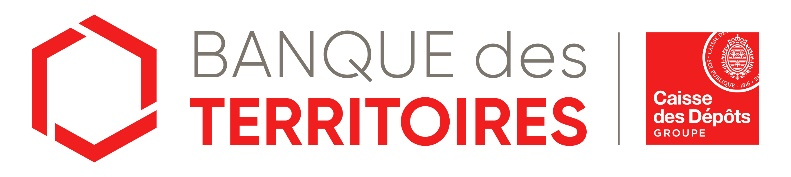 BANQUE des
TERRITOIRES
Caisse
des Dépôts
GROUPE